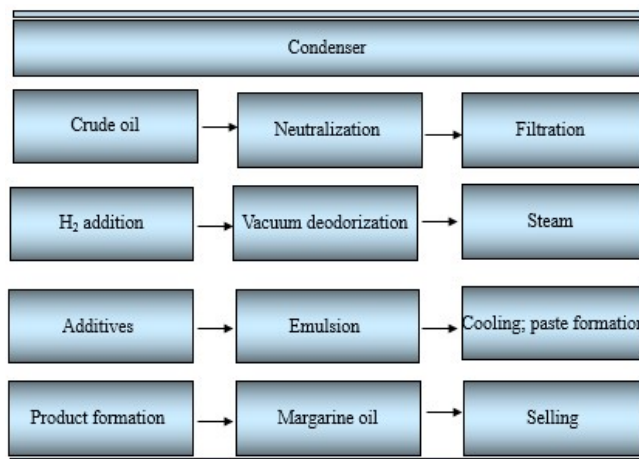 Condenser
Crude oil
Neutralization
Filtration
H₂ addition
Vacuum deodorization
Steam
Additives
Emulsion
Cooling; paste formation
Product formation
Margarine oil
Selling